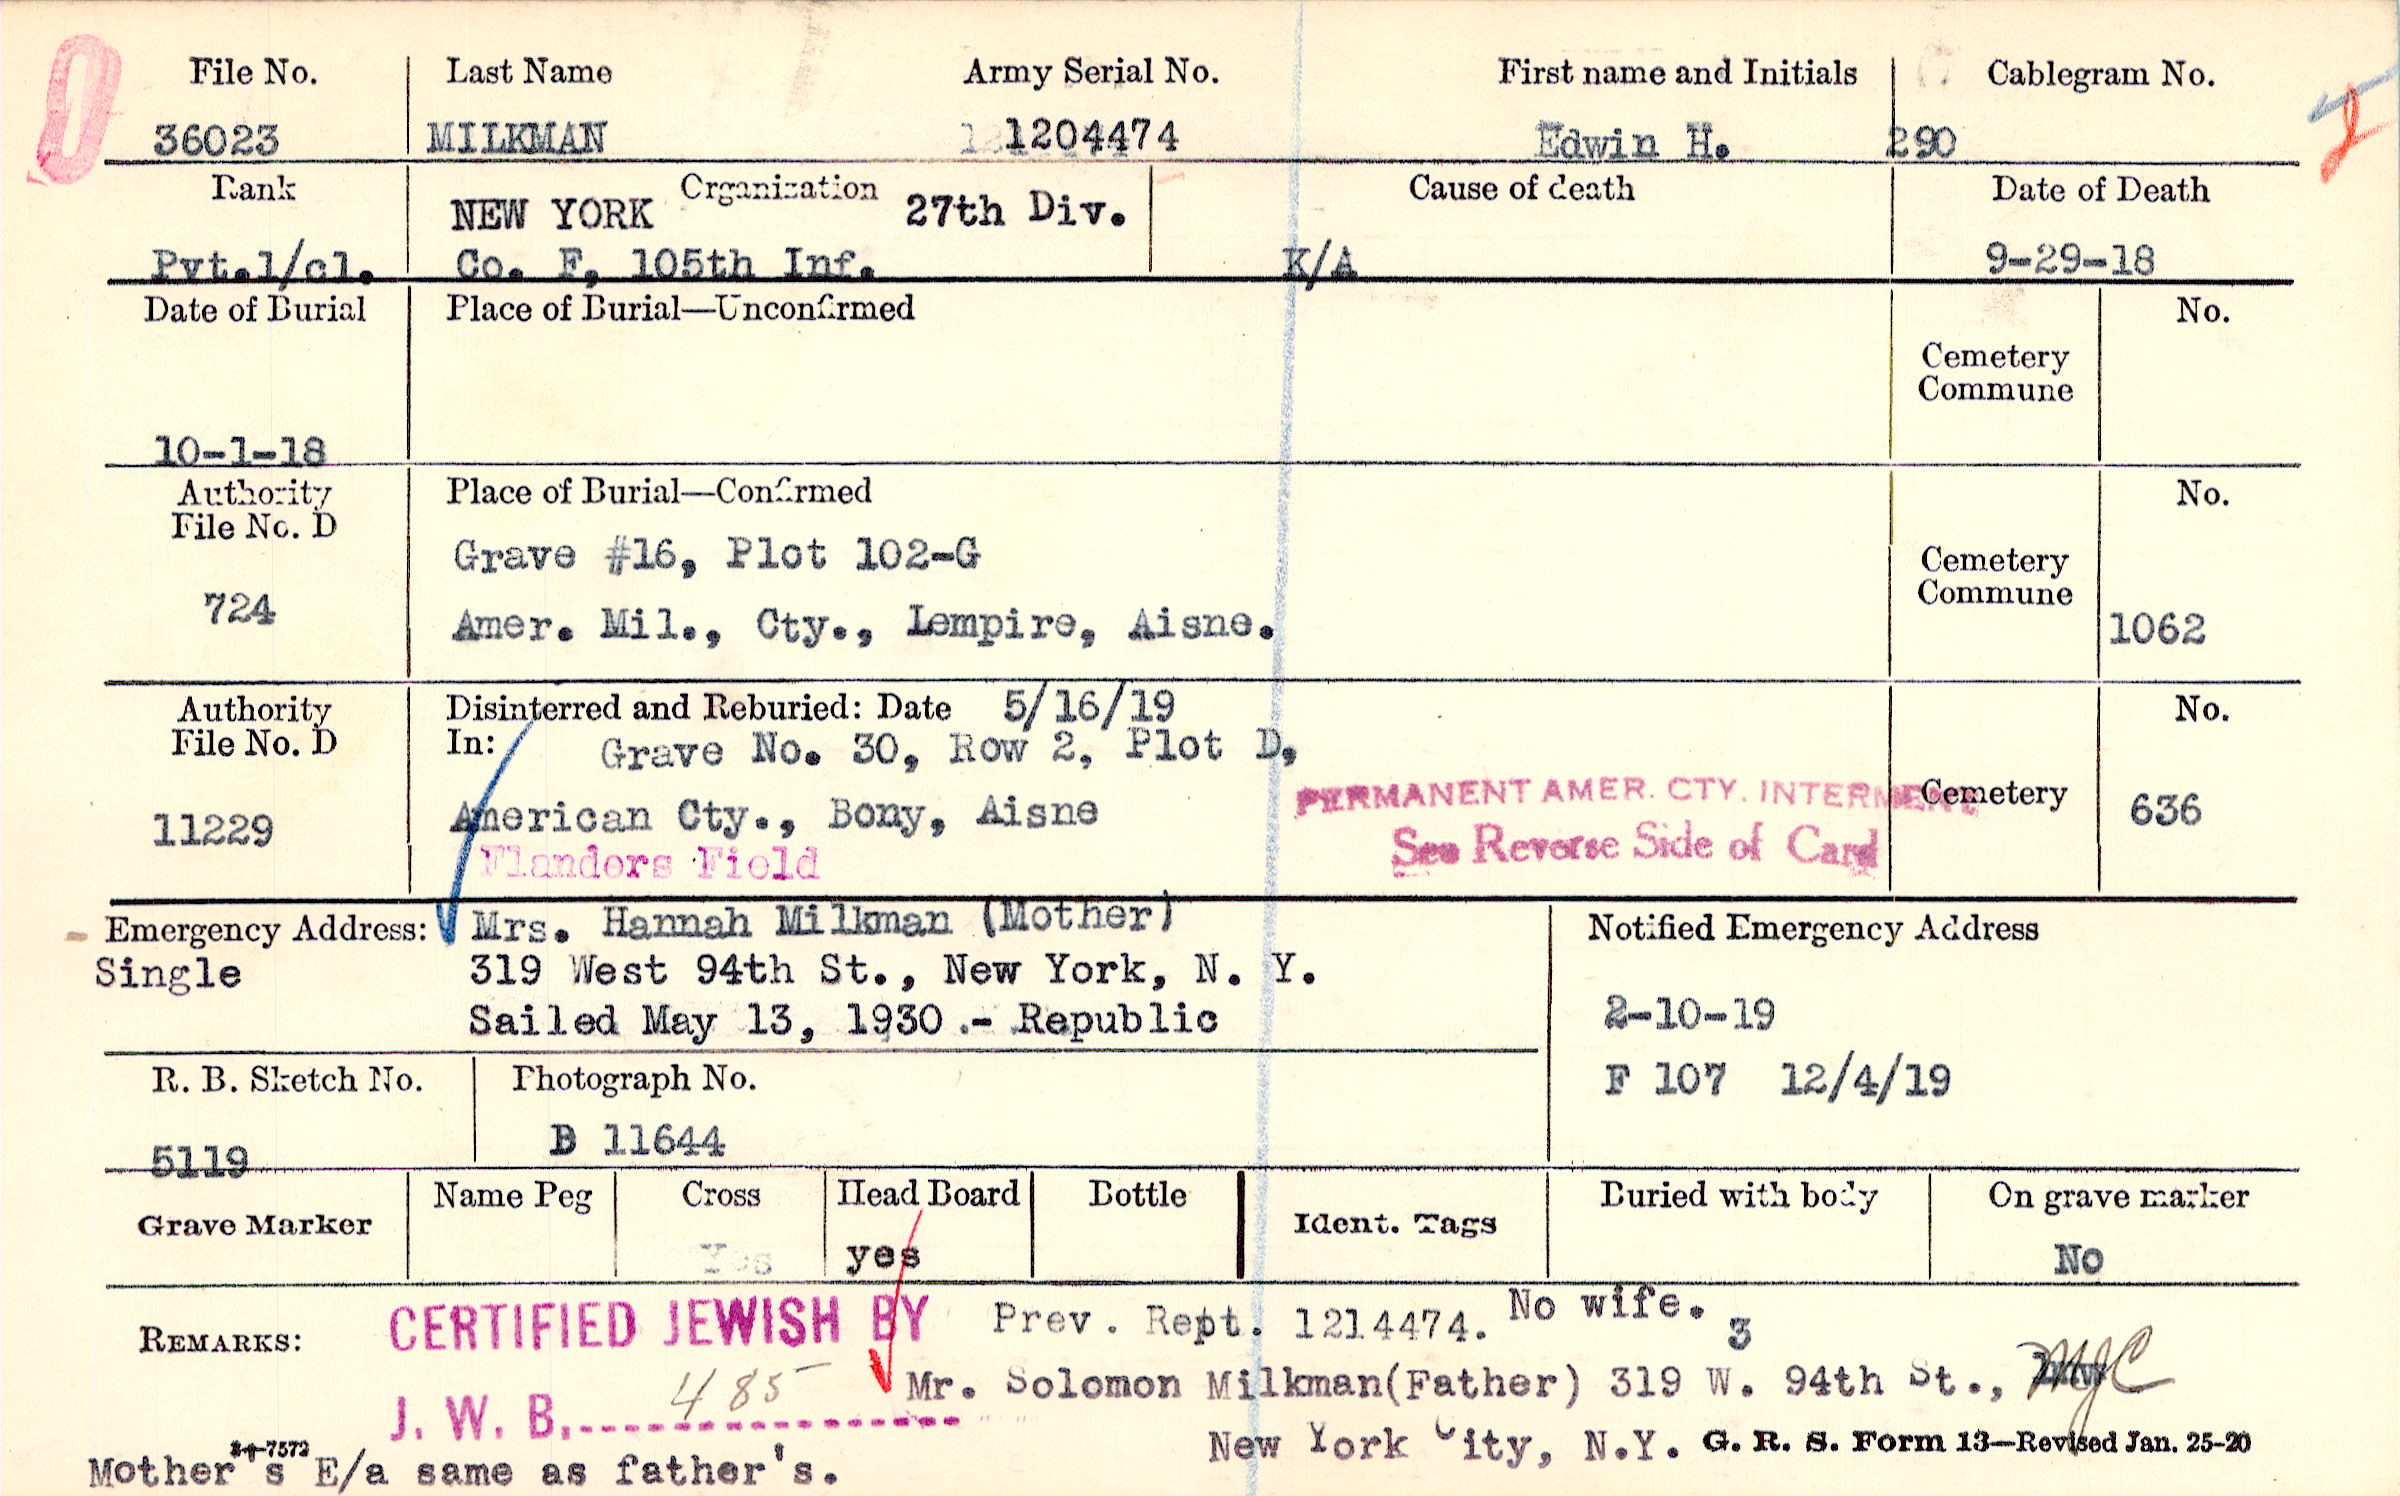 File No. Last Name Army Serial No. First name and Initials Cablegram No.
36023 MILKMAN 1204474 Edwin H. 290
Rank Organization Cause of death Date of Death
NEW YORK 27th Div.
Pvt.1/cl. Co. F, 105th Inf. K/A 9-29-18
Date of Burial Place of Burial—Unconfirmed No.
Cemetery
Commune
10-1-18
Authority Place of Burial—Confirmed No.
File No. D
Grave #16, Plot 102-G Cemetery
Commune
724 Amer. Mil., Cty., Lempire, Aisne. 1062
Authority Disinterred and Reburied: Date 5/16/19 No.
File No. D In: Grave No. 30, Row 2, Plot D,
PERMANENT AMER. CTY. INTERMENT Cemetery 636
11229 American Cty., Bony, Aisne
See Reverse Side of Card
Flanders Field
Emergency Address: Mrs. Hannah Milkman (Mother) Notified Emergency Address
Single 319 West 94th St., New York, N. Y.
Sailed May 13, 1930 .- Republic 2-10-19
R. B. Sketch No. Photograph No. F 107 12/4/19
5119 B 11644
Grave Marker Name Peg Cross Head Board Bottle Ident. Tags Buried with body On grave marker
Yes yes No
REMARKS: CERTIFIED JEWISH BY Prev. Rept. 1214474. No wife. 3
J. W. B. 485 Mr. Solomon Milkman(Father) 319 W. 94th St., MJC
New York City, N.Y. G. R. S. Form 13—Revised Jan. 25-20
3-7572
Mother's E/a same as father's.